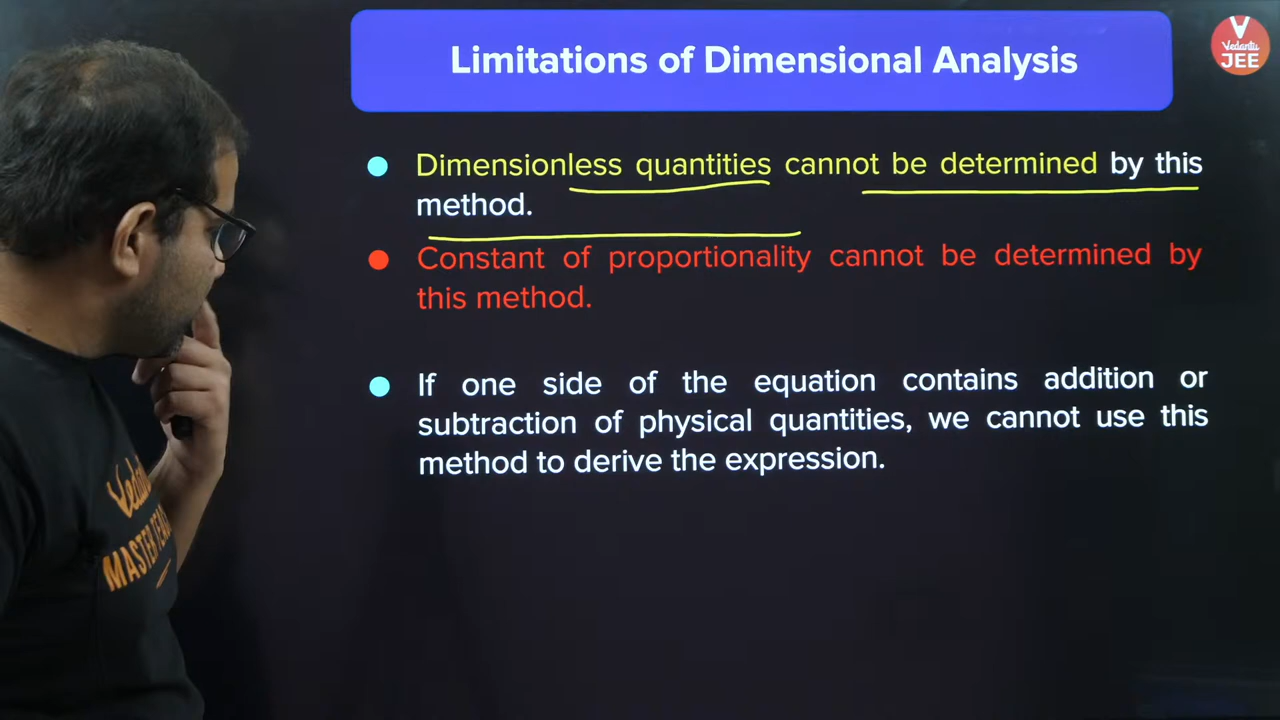 Limitations of Dimensional Analysis
V
Vedantu
JEE
Dimensionless quantities cannot be determined by this
method.
Constant of proportionality cannot be determined by
this method.
If one side of the equation contains addition or
subtraction of physical quantities, we cannot use this
method to derive the expression.
MASTER